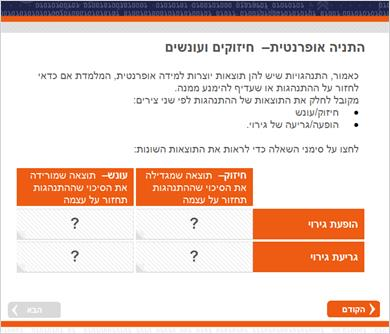 התניה אופרנטית– חיזוקים ועונשים
כאמור, התנהגויות שיש להן תוצאות יוצרות למידה אופרנטית, המלמדת אם כדאי
לחזור על ההתנהגות או שעדיף להימנע ממנה.
מקובל לחלק את התוצאות של ההתנהגות לפי שני צירים:
● חיזוק/עונש
● הופעה/גריעה של גירוי.
לחצו על סימני השאלה כדי לראות את התוצאות השונות:
חיזוק– תוצאה שמגדילה
את הסיכוי שההתנהגות
תחזור על עצמה
עונש– תוצאה שמורידה
את הסיכוי שההתנהגות
תחזור על עצמה
הופעת גירוי
?
?
גריעת גירוי
?
?
הקודם
הבא